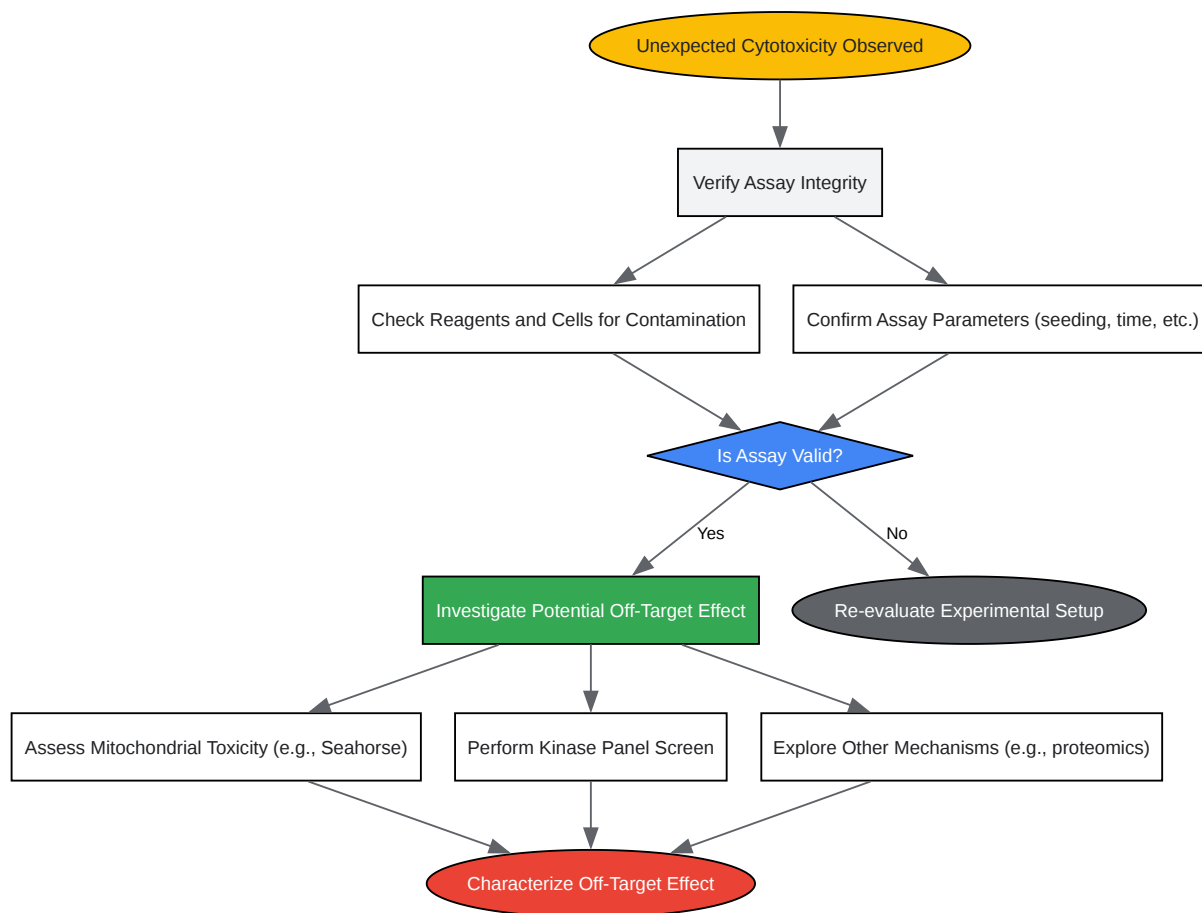 Unexpected Cytotoxicity Observed
Verify Assay Integrity
Check Reagents and Cells for Contamination
Confirm Assay Parameters (seeding, time, etc.)
Is Assay Valid?
Yes
No
Investigate Potential Off-Target Effect
Re-evaluate Experimental Setup
Assess Mitochondrial Toxicity (e.g., Seahorse)
Perform Kinase Panel Screen
Explore Other Mechanisms (e.g., proteomics)
Characterize Off-Target Effect